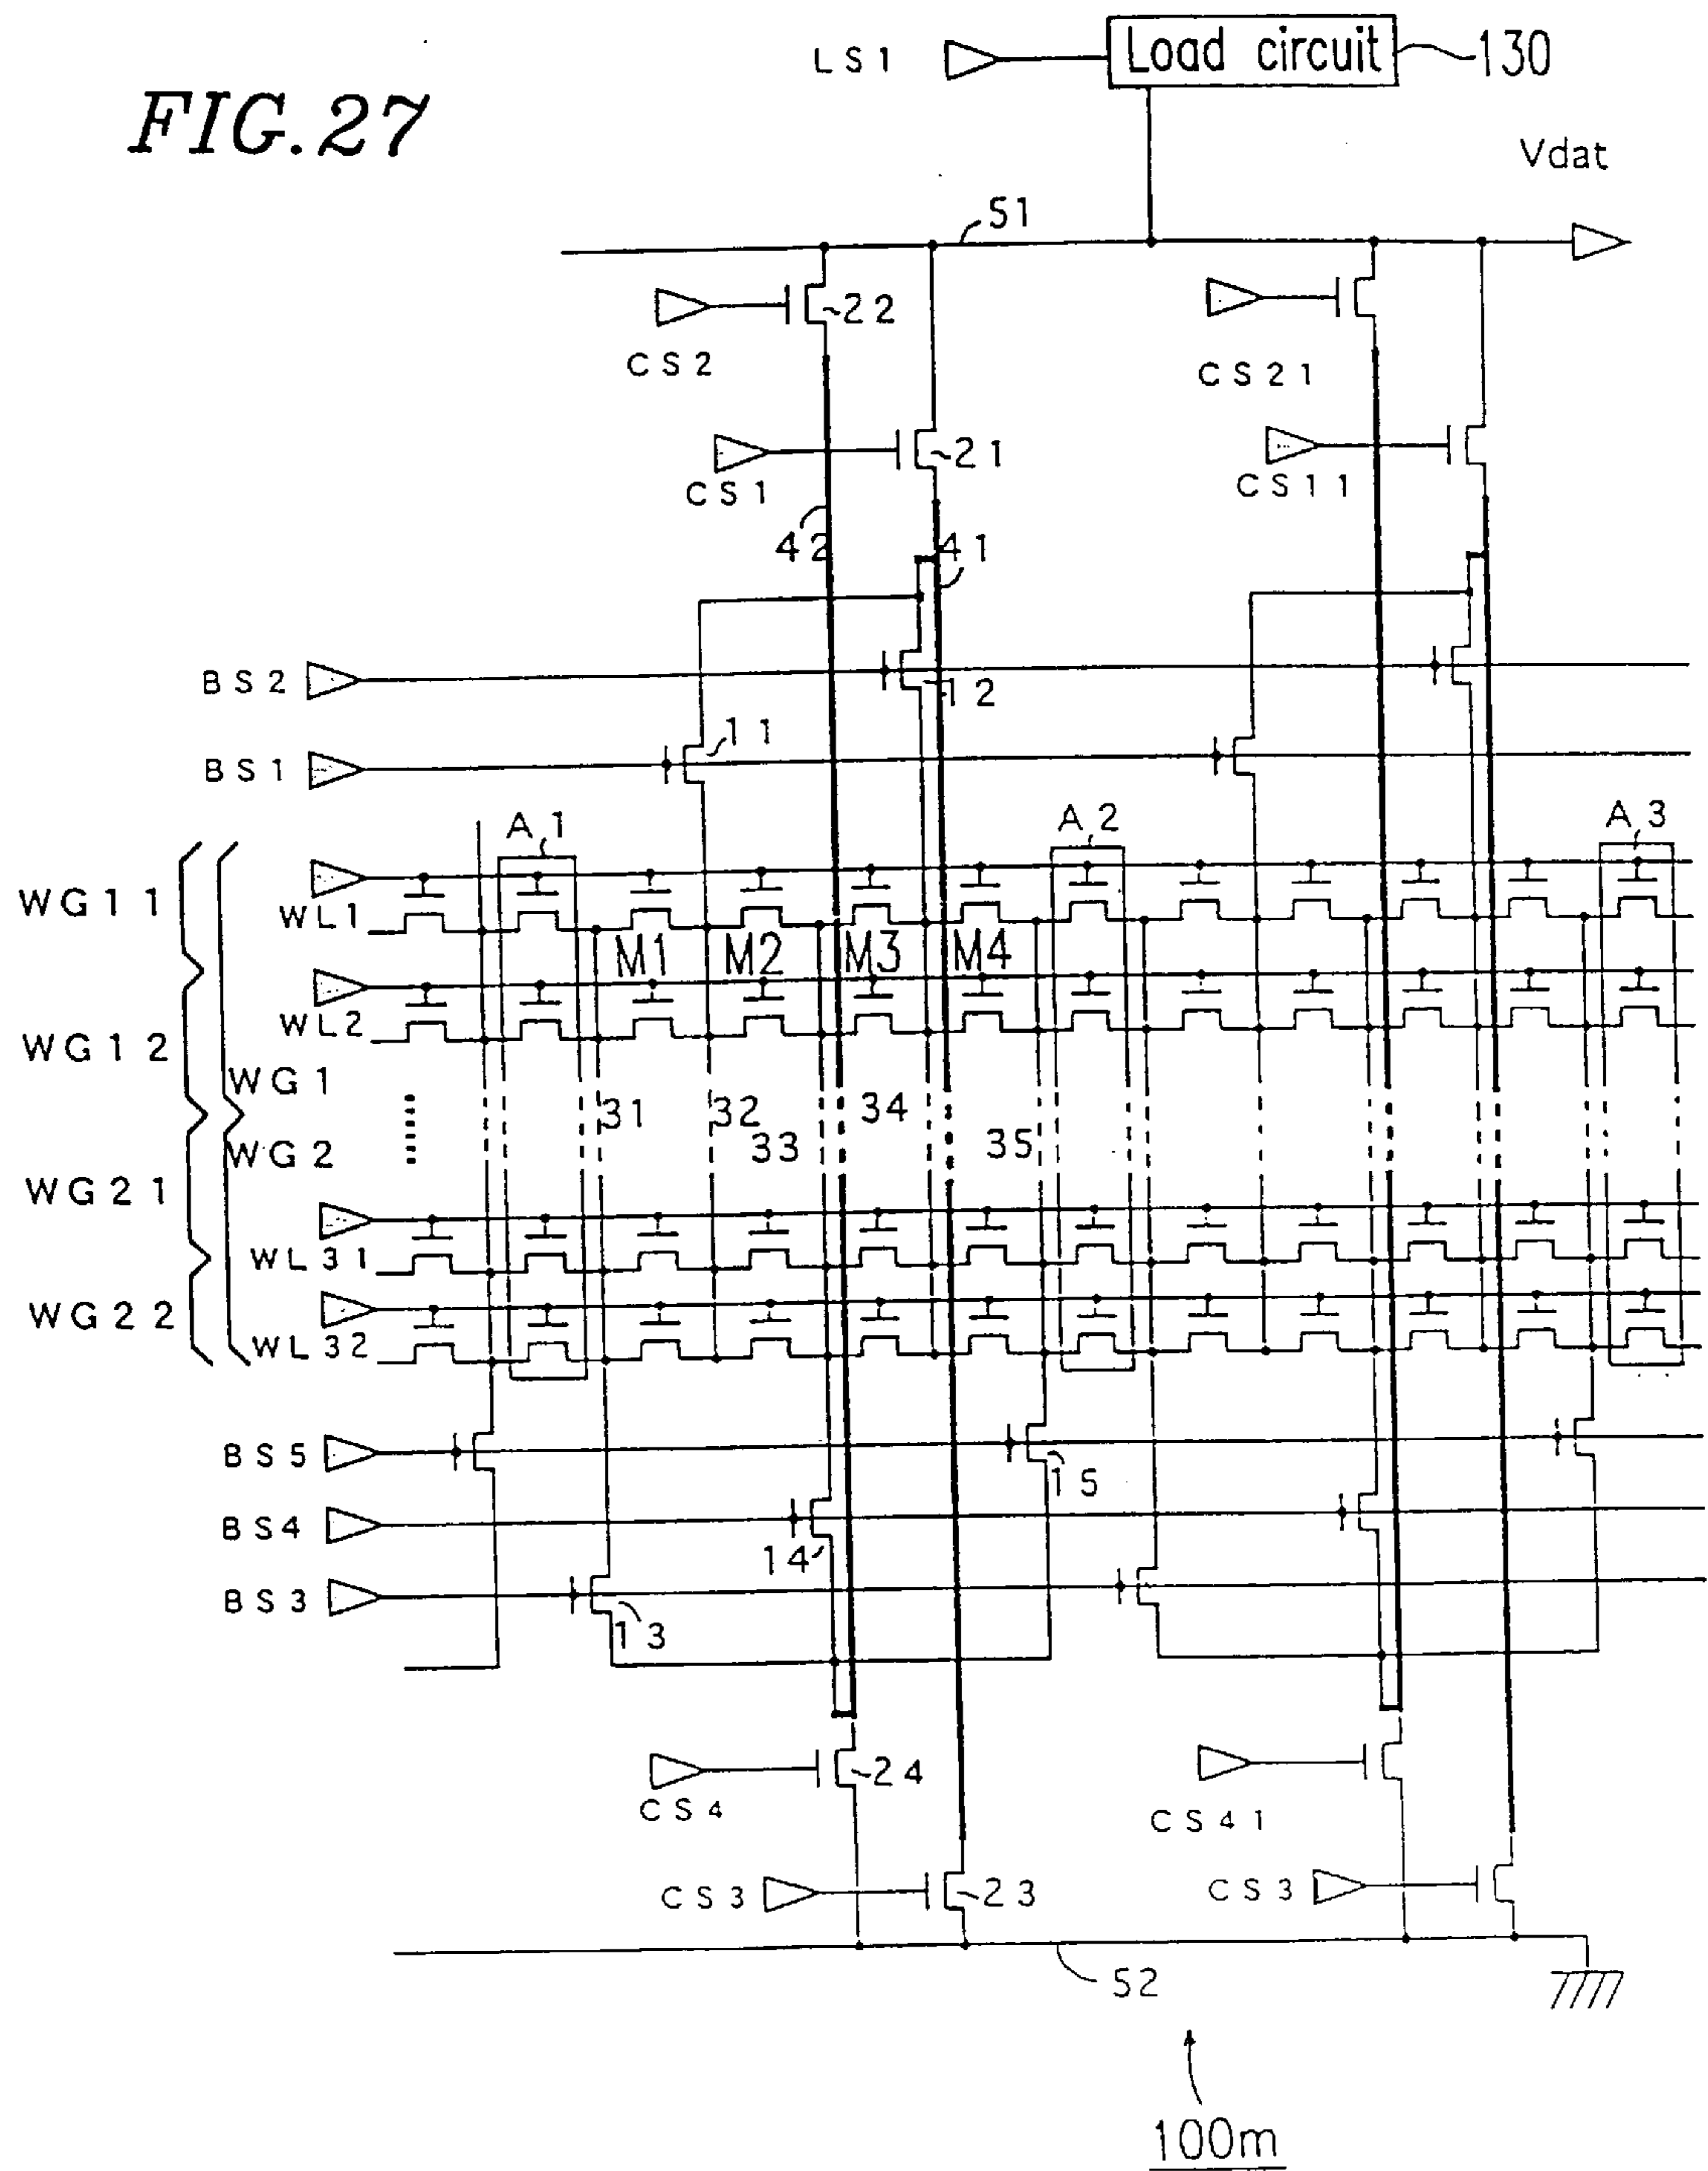 LS1
Load circuit
130
FIG.27
Vdat
51
22
CS2
CS21
21
CS1
CS11
42
41
BS2
12
11
BS1
A1
A2
A3
WG11
WL1
M1
M2
M3
M4
WL2
WG12
WG1
31
32
34
33
35
WG2
WG21
WL31
WG22
WL32
BS5
15
BS4
14
BS3
13
24
CS4
CS41
CS3
23
CS3
52
100m